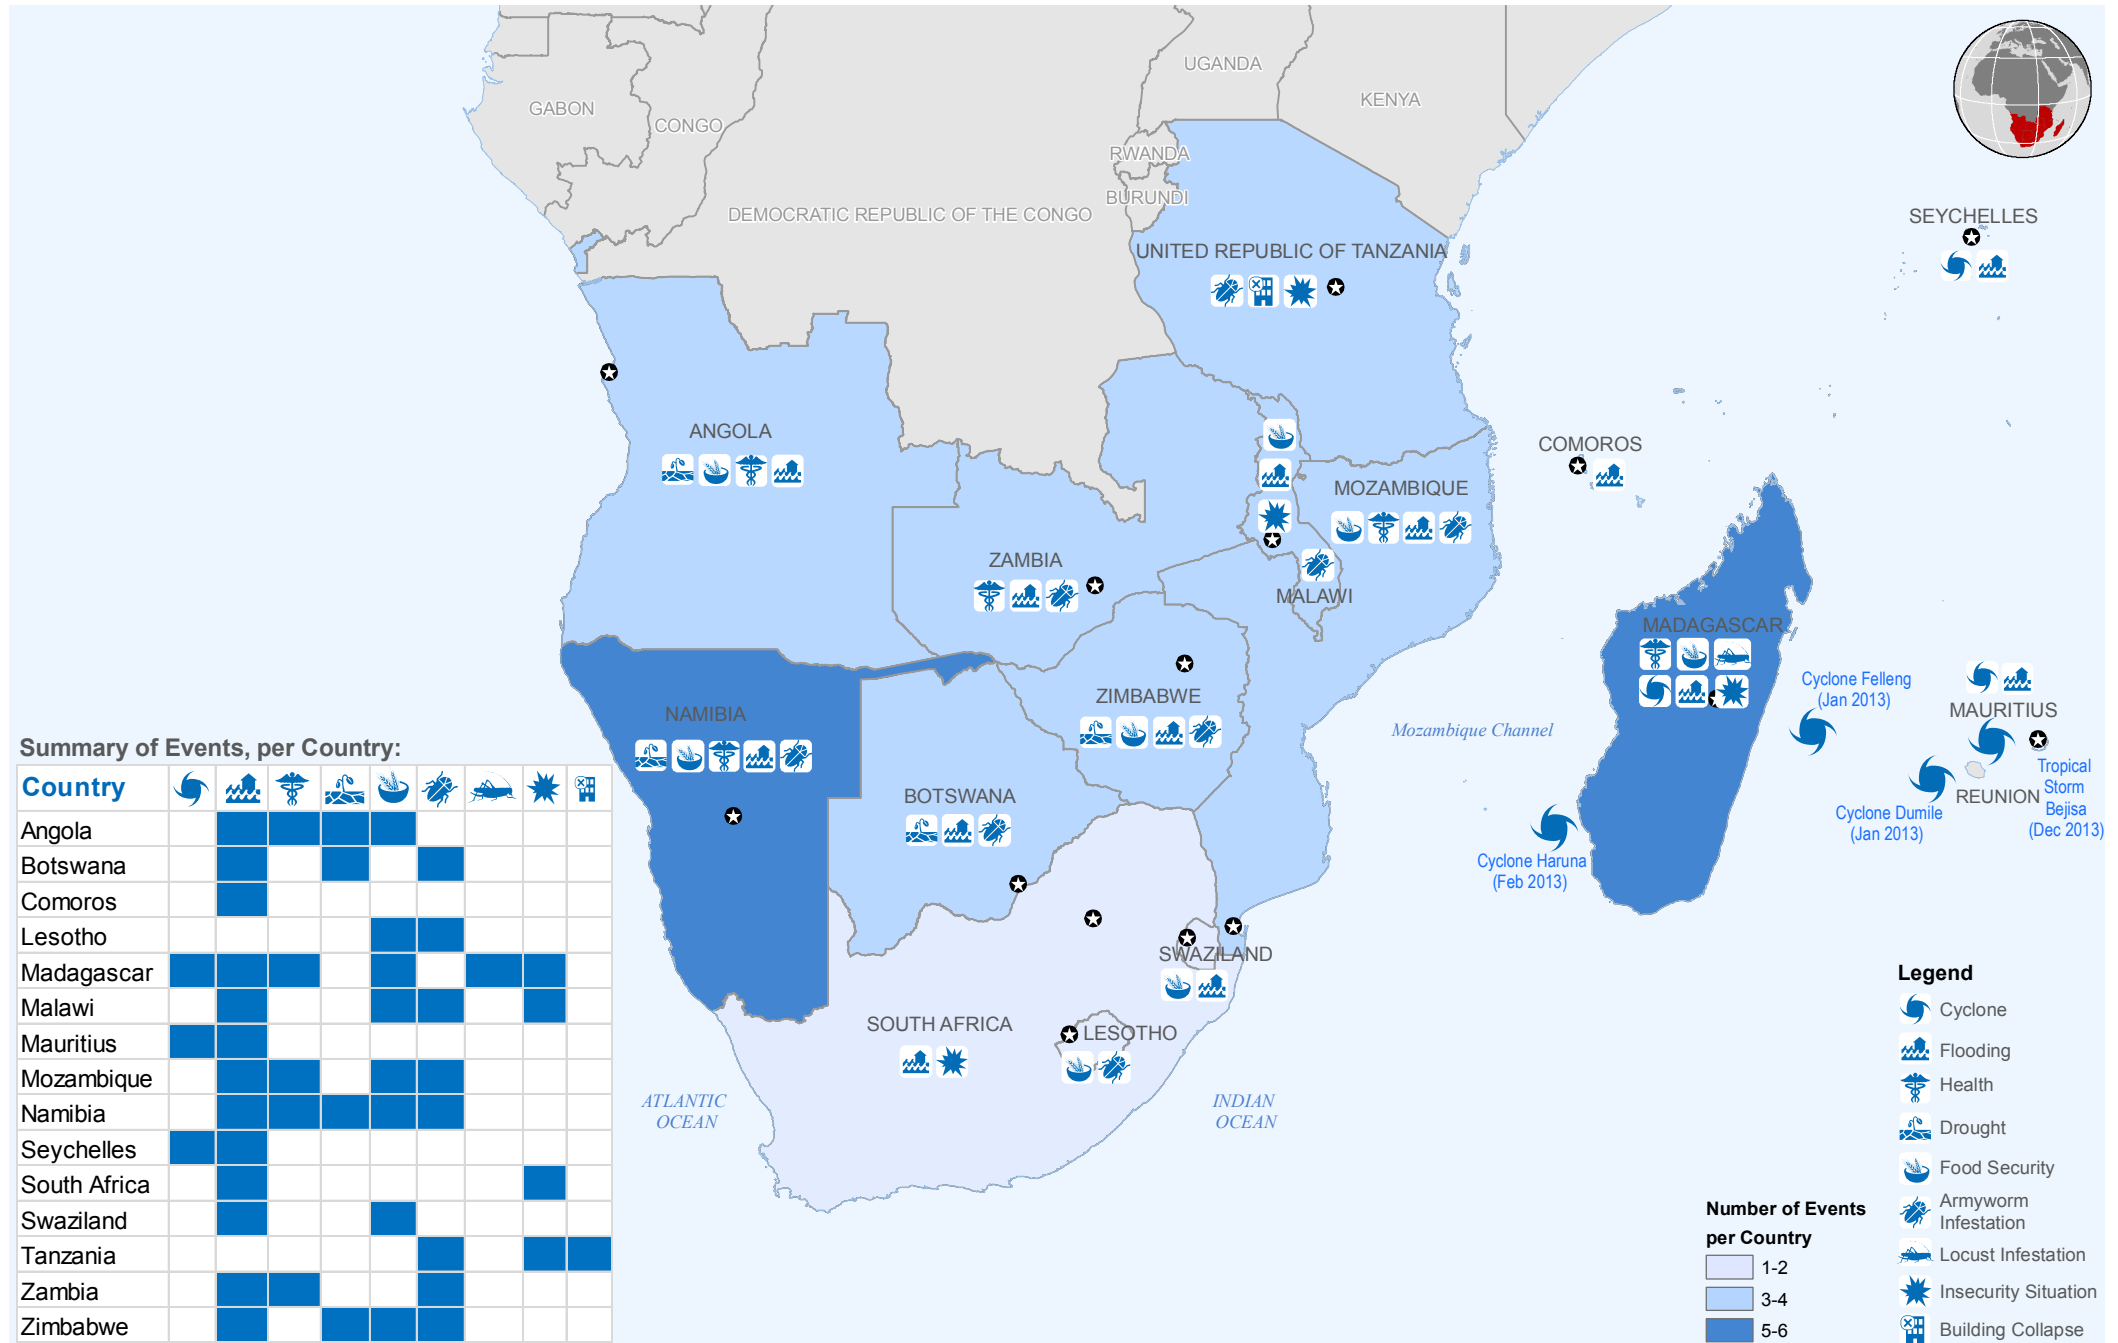 UGANDA
GABON
KENYA
CONGO
RWANDA
BURUNDI
DEMOCRATIC REPUBLIC OF THE CONGO
SEYCHELLES
UNITED REPUBLIC OF TANZANIA
ANGOLA
COMOROS
MOZAMBIQUE
ZAMBIA
MALAWI
MADAGASCAR
Cyclone Felleng
(Jan 2013)
ZIMBABWE
MAURITIUS
NAMIBIA
Mozambique Channel
Tropical
Storm
Bejisa
(Dec 2013)
REUNION
Cyclone Dumile
(Jan 2013)
BOTSWANA
Cyclone Haruna
(Feb 2013)
SWAZILAND
SOUTH AFRICA
LESOTHO
ATLANTIC
OCEAN
INDIAN
OCEAN
Summary of Events, per Country:
Country
Angola
Botswana
Comoros
Lesotho
Madagascar
Malawi
Mauritius
Mozambique
Namibia
Seychelles
South Africa
Swaziland
Tanzania
Zambia
Zimbabwe
Number of Events
per Country
1-2
3-4
5-6
Legend
Cyclone
Flooding
Health
Drought
Food Security
Armyworm
Infestation
Locust Infestation
Insecurity Situation
Building Collapse